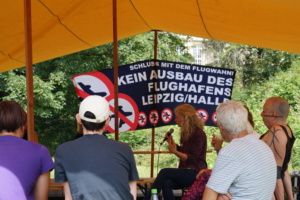 SCHLUSS MIT DEM FLUGWAHN!
KEIN AUSBAU DES
FLUGHAFENS
LEIPZIG/HALLE